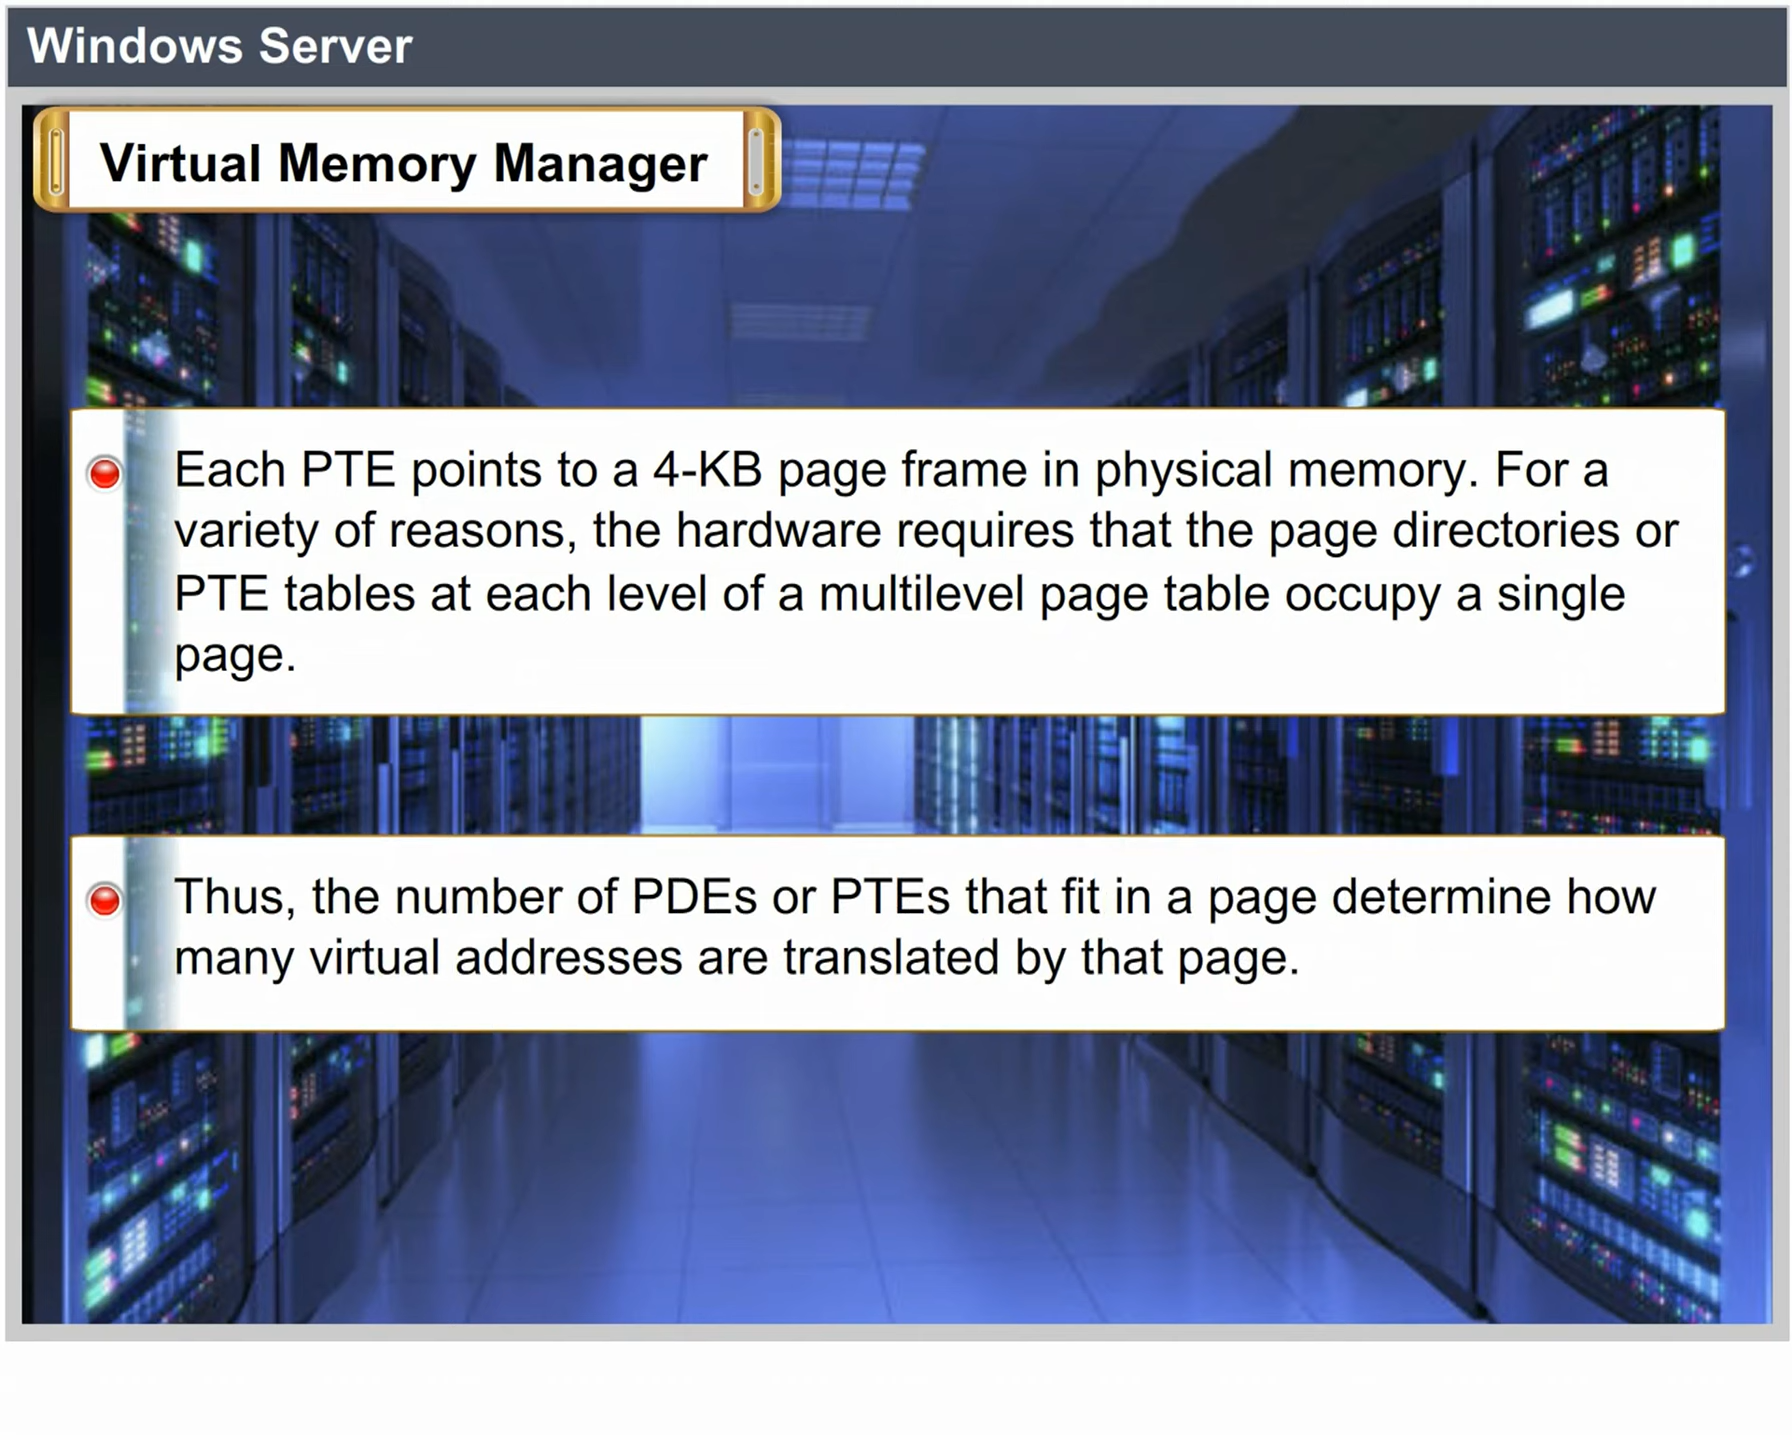 Windows Server
Virtual Memory Manager
Each PTE points to a 4-KB page frame in physical memory. For a
variety of reasons, the hardware requires that the page directories or
PTE tables at each level of a multilevel page table occupy a single
page.
Thus, the number of PDEs or PTEs that fit in a page determine how
many virtual addresses are translated by that page.